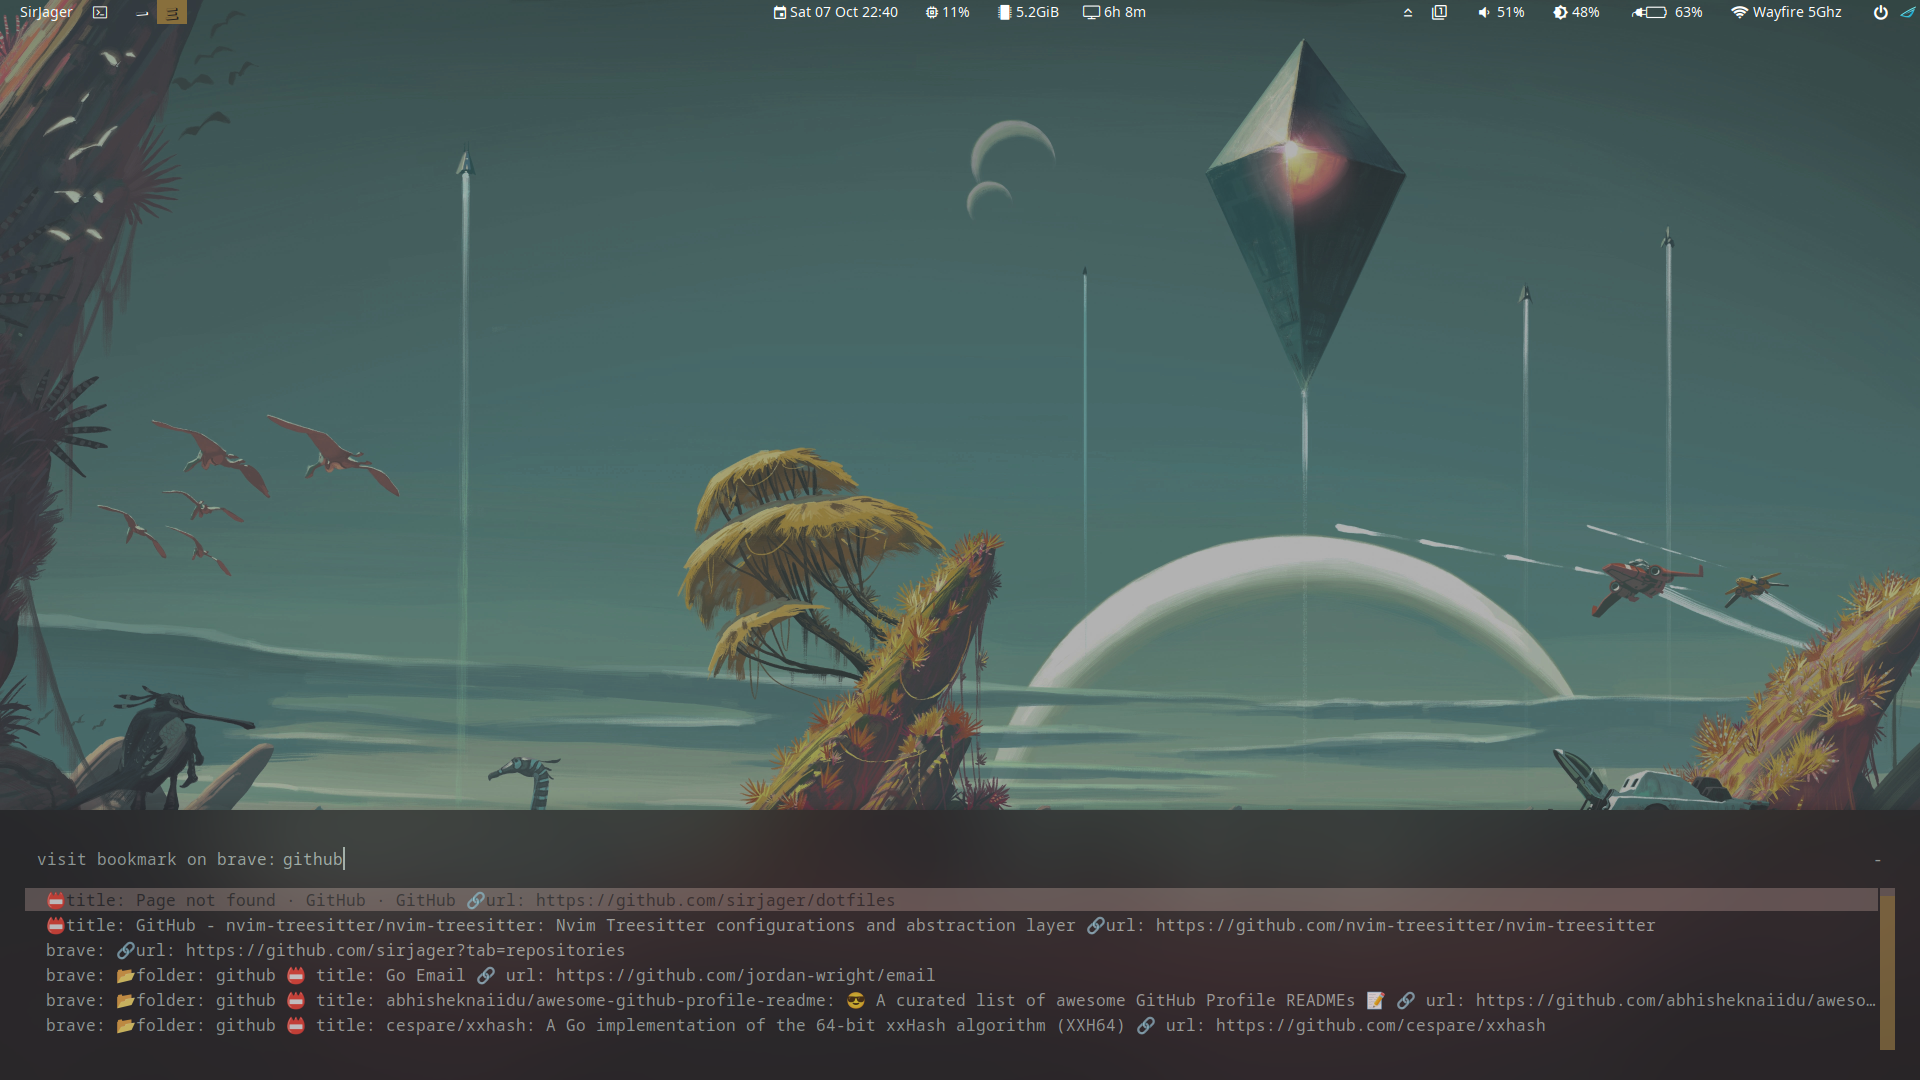 SirJager
Sat 07 Oct 22:40 11% 5.2GiB 6h 8m
1 51% 48% 63% Wayfire 5Ghz
visit bookmark on brave: github
-
📛title: Page not found · GitHub · GitHub 🔗url: https://github.com/sirjager/dotfiles
📛title: GitHub - nvim-treesitter/nvim-treesitter: Nvim Treesitter configurations and abstraction layer 🔗url: https://github.com/nvim-treesitter/nvim-treesitter
brave: 🔗url: https://github.com/sirjager?tab=repositories
brave: 📂folder: github 📛 title: Go Email 🔗 url: https://github.com/jordan-wright/email
brave: 📂folder: github 📛 title: abhisheknaiidu/awesome-github-profile-readme: 😎 A curated list of awesome GitHub Profile READMEs 📝 🔗 url: https://github.com/abhisheknaiidu/aweso…
brave: 📂folder: github 📛 title: cespare/xxhash: A Go implementation of the 64-bit xxHash algorithm (XXH64) 🔗 url: https://github.com/cespare/xxhash